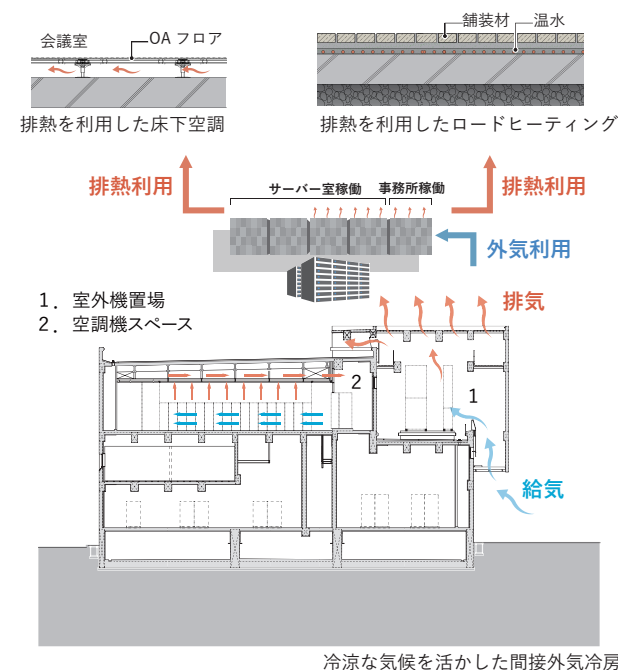 会議室
OA フロア
舗装材
温水
排熱を利用した床下空調
排熱を利用したロードヒーティング
排熱利用
サーバー室稼働
事務所稼働
排熱利用
外気利用
1. 室外機置場
2. 空調機スペース
排気
2
1
給気
冷涼な気候を活かした間接外気冷房